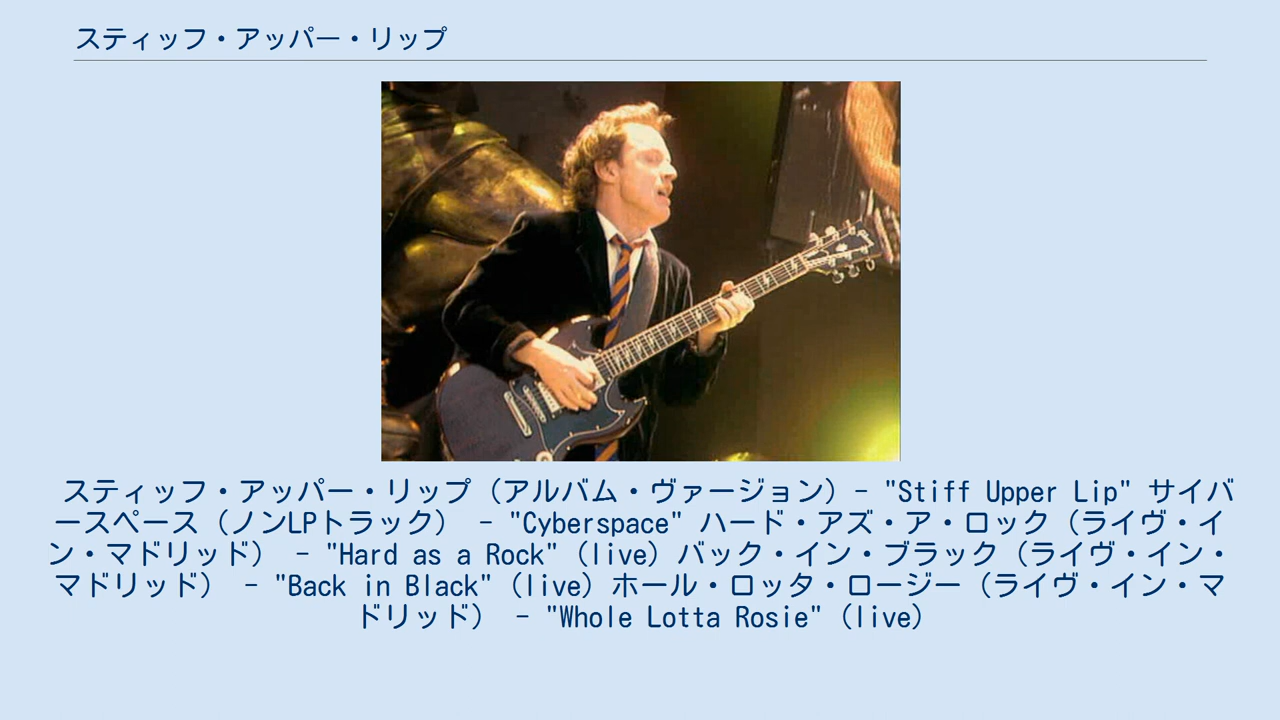 スティッフ・アッパー・リップ
スティッフ・アッパー・リップ（アルバム・ヴァージョン）– "Stiff Upper Lip" サイバ
ースペース（ノンLPトラック） – "Cyberspace" ハード・アズ・ア・ロック（ライヴ・イ
ン・マドリッド） – "Hard as a Rock"（live）バック・イン・ブラック（ライヴ・イン・
マドリッド） – "Back in Black"（live）ホール・ロッタ・ロージー（ライヴ・イン・マ
ドリッド） – "Whole Lotta Rosie"（live）